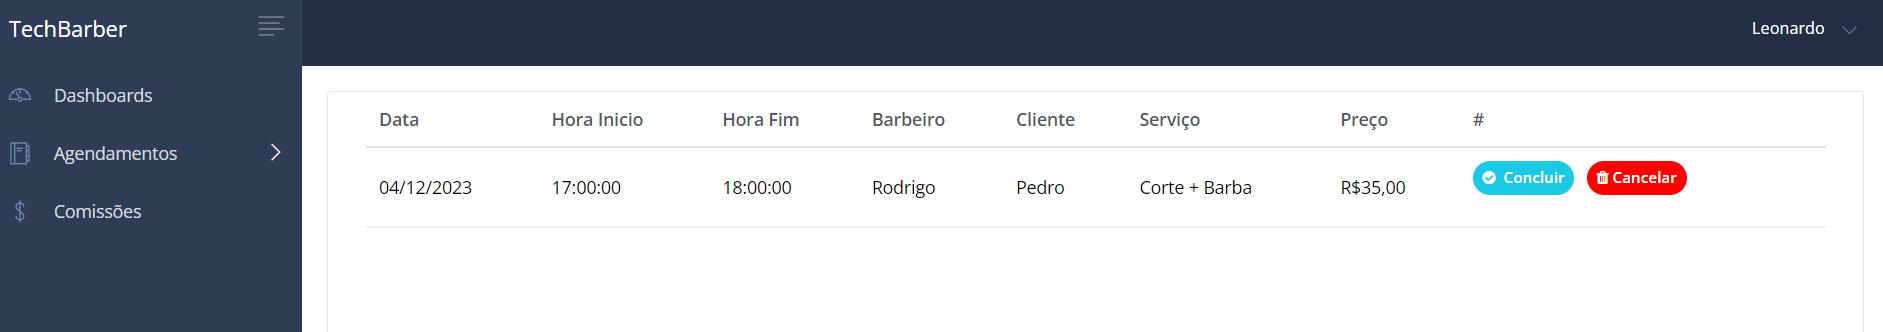 TechBarber
Leonardo
Dashboards
Agendamentos
Comissões
Data Hora Inicio Hora Fim Barbeiro Cliente Serviço Preço #
04/12/2023 17:00:00 18:00:00 Rodrigo Pedro Corte + Barba R$35,00 Concluir Cancelar